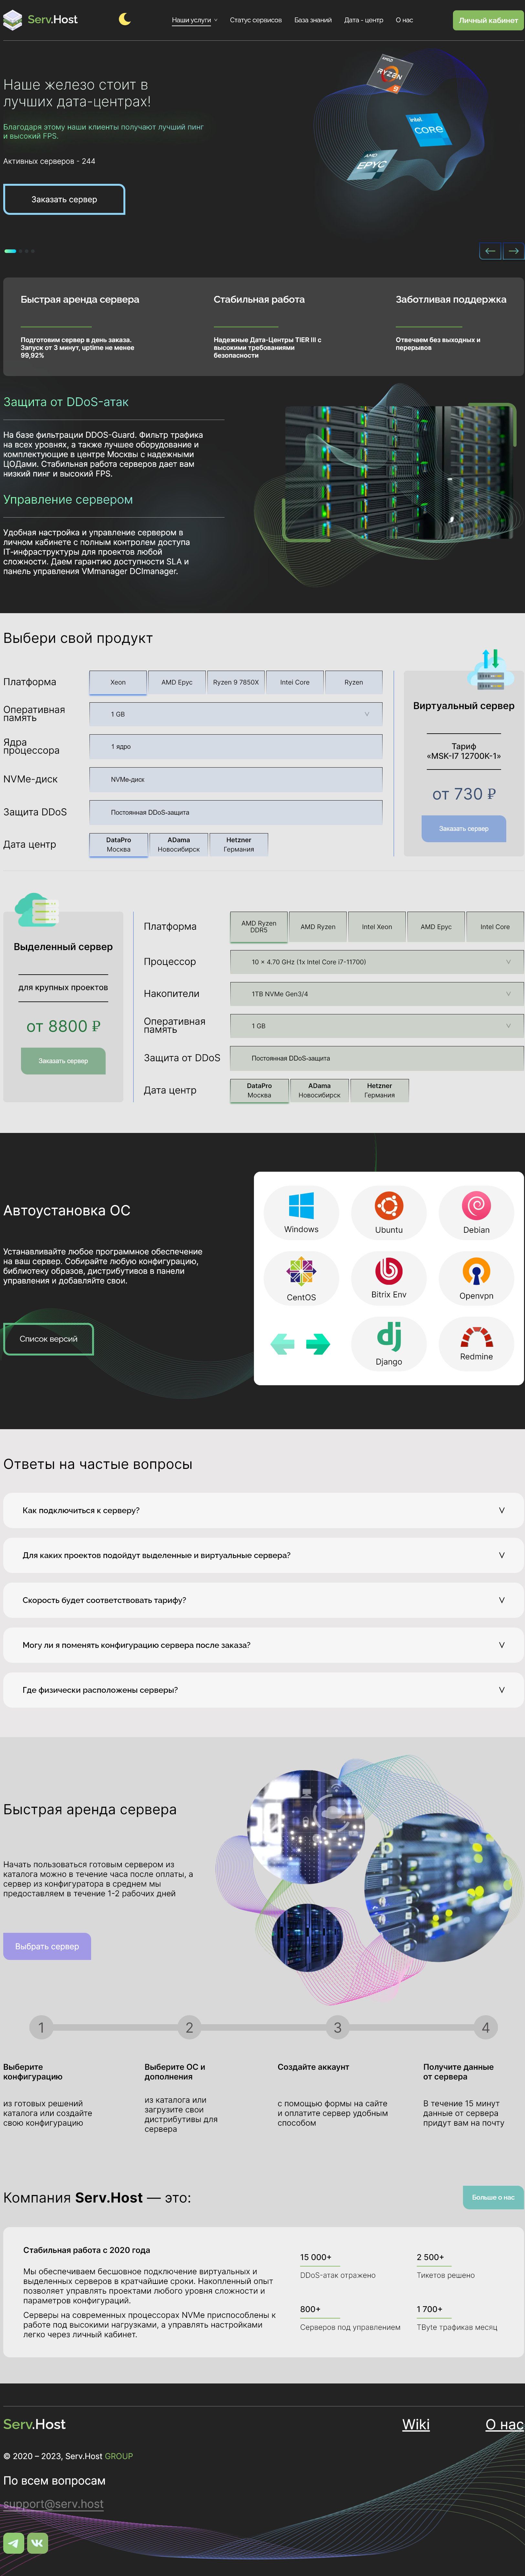 Serv.Host
Наши услуги
Статус сервисов
База знаний
Дата - центр
О нас
Личный кабинет
Наше железо стоит в
лучших дата-центрах!
Благодаря этому наши клиенты получают лучший пинг
и высокий FPS.
Активных серверов - 244
Заказать сервер
AMD
RYZEN
9
intel.
CORE
AMD
EPYC
Быстрая аренда сервера
Подготовим сервер в день заказа.
Запуск от 3 минут, uptime не менее
99,92%
Стабильная работа
Надежные Дата-Центры TIER III с
высокими требованиями
безопасности
Заботливая поддержка
Отвечаем без выходных и
перерывов
Защита от DDoS-атак
На базе фильтрации DDOS-Guard. Фильтр трафика
на всех уровнях, а также лучшее оборудование и
комплектующие в центре Москвы с надежными
ЦОДами. Стабильная работа серверов дает вам
низкий пинг и высокий FPS.
Управление сервером
Удобная настройка и управление сервером в
личном кабинете с полным контролем доступа
IT-инфраструктуры для проектов любой
сложности. Даем гарантию доступности SLA и
панель управления VMmanager DCImanager.
Выбери свой продукт
Платформа
Xeon
AMD Epyc
Ryzen 9 7850X
Intel Core
Ryzen
Оперативная
память
1 GB
Ядра
процессора
1 ядро
NVMe-диск
NVMe-диск
Защита DDoS
Постоянная DDoS-защита
Дата центр
DataPro
Москва
ADama
Новосибирск
Hetzner
Германия
Виртуальный сервер
Тариф
«MSK-I7 12700K-1»
от 730 ₽
Заказать сервер
Выделенный сервер
для крупных проектов
от 8800 ₽
Заказать сервер
Платформа
AMD Ryzen
DDR5
AMD Ryzen
Intel Xeon
AMD Epyc
Intel Core
Процессор
10 x 4.70 GHz (1x Intel Core i7-11700)
Накопители
1TB NVMe Gen3/4
Оперативная
память
1 GB
Защита от DDoS
Постоянная DDoS-защита
Дата центр
DataPro
Москва
ADama
Новосибирск
Hetzner
Германия
Автоустановка ОС
Устанавливайте любое программное обеспечение
на ваш сервер. Собирайте любую конфигурацию,
библиотеку образов, дистрибутивов в панели
управления и добавляйте свои.
Список версий
Windows
Ubuntu
Debian
CentOS
Bitrix Env
Openvpn
dj
Django
Redmine
Ответы на частые вопросы
Как подключиться к серверу?
Для каких проектов подойдут выделенные и виртуальные сервера?
Скорость будет соответствовать тарифу?
Могу ли я поменять конфигурацию сервера после заказа?
Где физически расположены серверы?
Быстрая аренда сервера
Начать пользоваться готовым сервером из
каталога можно в течение часа после оплаты, а
сервер из конфигуратора в среднем мы
предоставляем в течение 1-2 рабочих дней
Выбрать сервер
1
2
3
4
Выберите
конфигурацию
из готовых решений
каталога или создайте
свою конфигурацию
Выберите ОС и
дополнения
из каталога или
загрузите свои
дистрибутивы для
сервера
Создайте аккаунт
с помощью формы на сайте
и оплатите сервер удобным
способом
Получите данные
от сервера
В течение 15 минут
данные от сервера
придут вам на почту
Компания Serv.Host — это:
Больше о нас
Стабильная работа с 2020 года
Мы обеспечиваем бесшовное подключение виртуальных и
выделенных серверов в кратчайшие сроки. Накопленный опыт
позволяет управлять проектами любого уровня сложности и
параметров конфигураций.
Серверы на современных процессорах NVMe приспособлены к
работе под высокими нагрузками, а управлять настройками
легко через личный кабинет.
15 000+
DDoS-атак отражено
2 500+
Тикетов решено
800+
Серверов под управлением
1 700+
TByte трафикав месяц
Serv.Host
Wiki
О нас
© 2020 – 2023, Serv.Host GROUP
По всем вопросам
support@serv.host